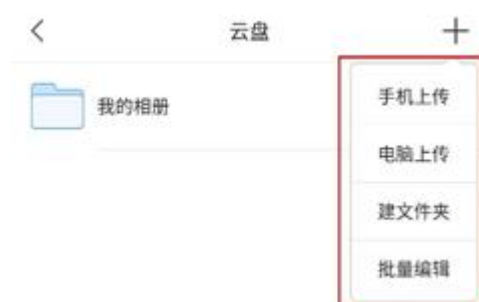 云盘
我的相册
手机上传
电脑上传
建文件夹
批量编辑